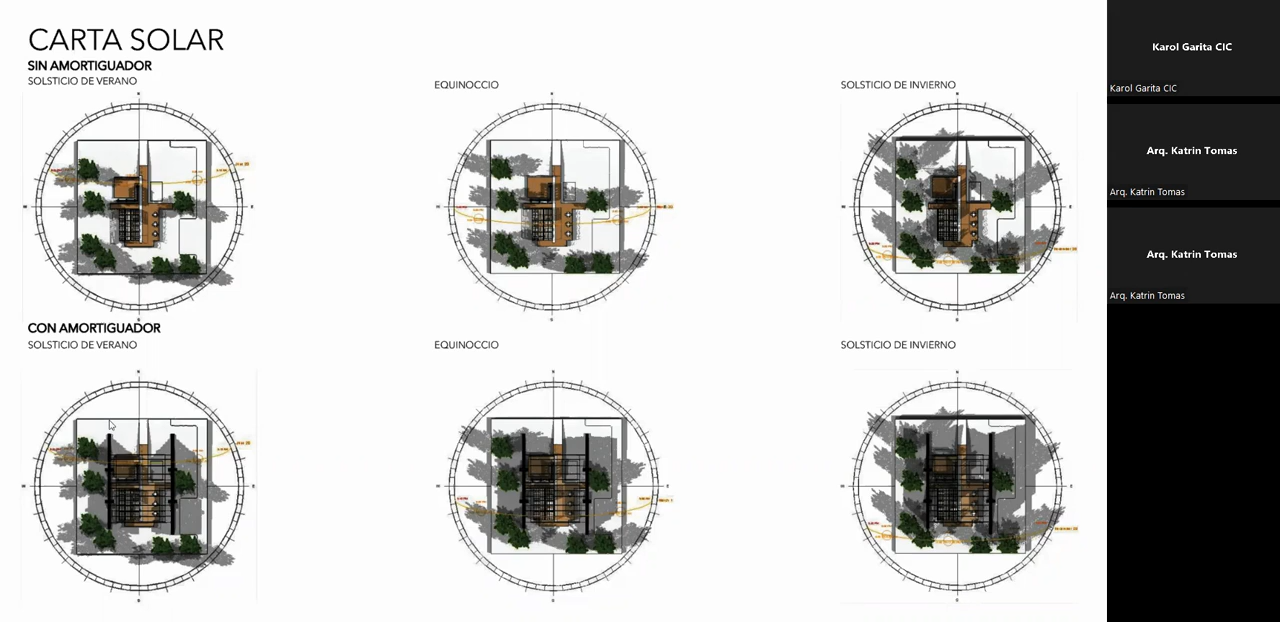 CARTA SOLAR
SIN AMORTIGUADOR
SOLSTICIO DE VERANO
EQUINOCCIO
SOLSTICIO DE INVIERNO
CON AMORTIGUADOR
SOLSTICIO DE VERANO
EQUINOCCIO
SOLSTICIO DE INVIERNO
Karol Garita CIC
Karol Garita CIC
Arq. Katrin Tomas
Arq. Katrin Tomas
Arq. Katrin Tomas
Arq. Katrin Tomas